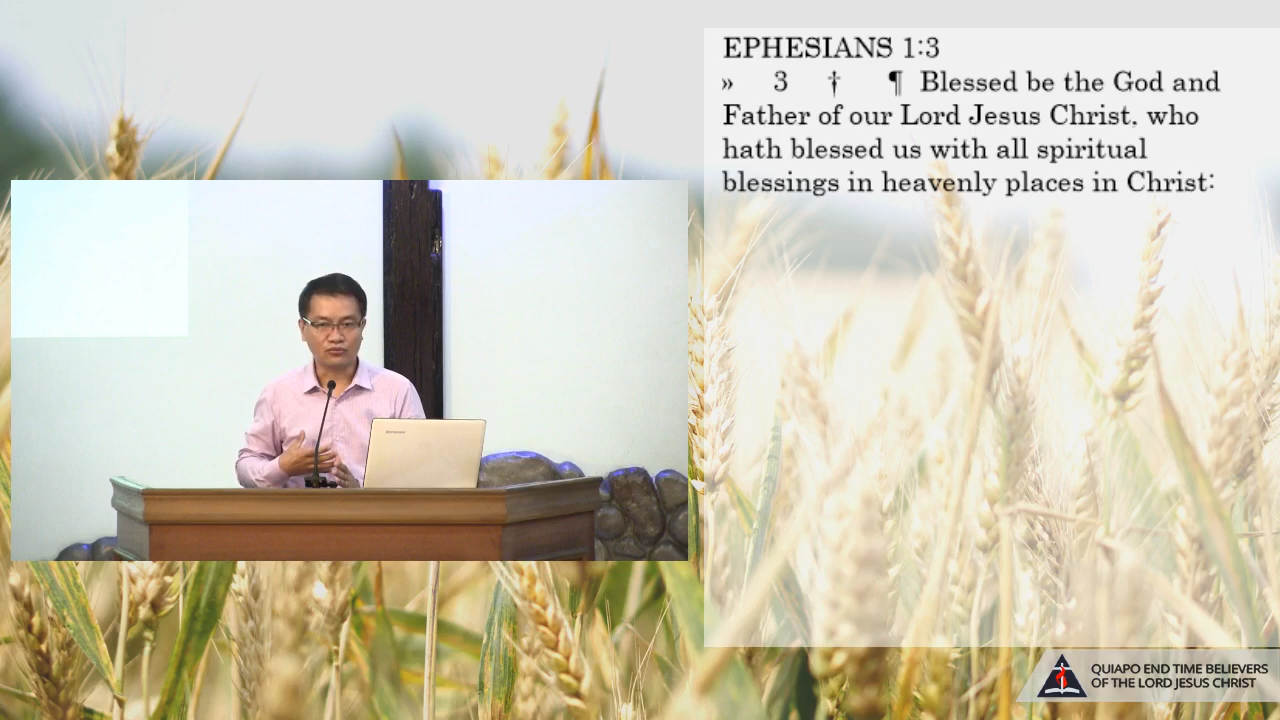 EPHESIANS 1:3
» 3 † ¶ Blessed be the God and
Father of our Lord Jesus Christ, who
hath blessed us with all spiritual
blessings in heavenly places in Christ:
QUIAPO END TIME BELIEVERS
OF THE LORD JESUS CHRIST